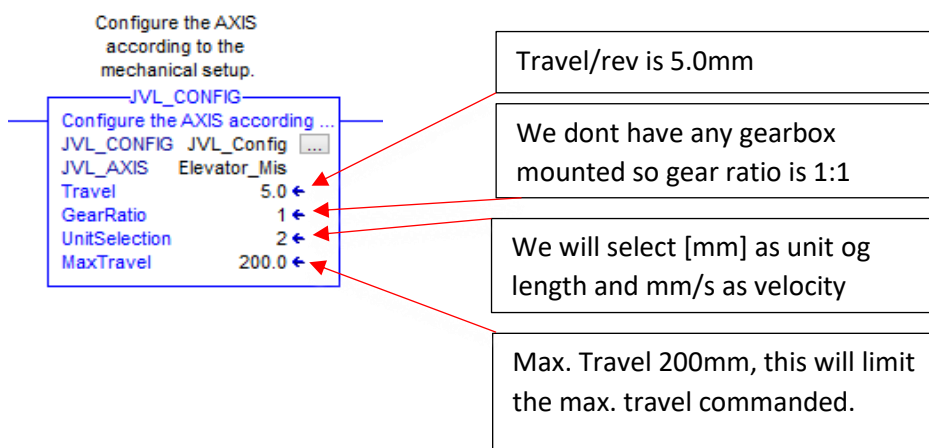 Configure the AXIS
according to the
mechanical setup.
JVL_CONFIG
Configure the AXIS according ...
JVL_CONFIG JVL_Config ...
JVL_AXIS Elevator_Mis
Travel 5.0
GearRatio 1
UnitSelection 2
MaxTravel 200.0
Travel/rev is 5.0mm
We dont have any gearbox
mounted so gear ratio is 1:1
We will select [mm] as unit og
length and mm/s as velocity
Max. Travel 200mm, this will limit
the max. travel commanded.